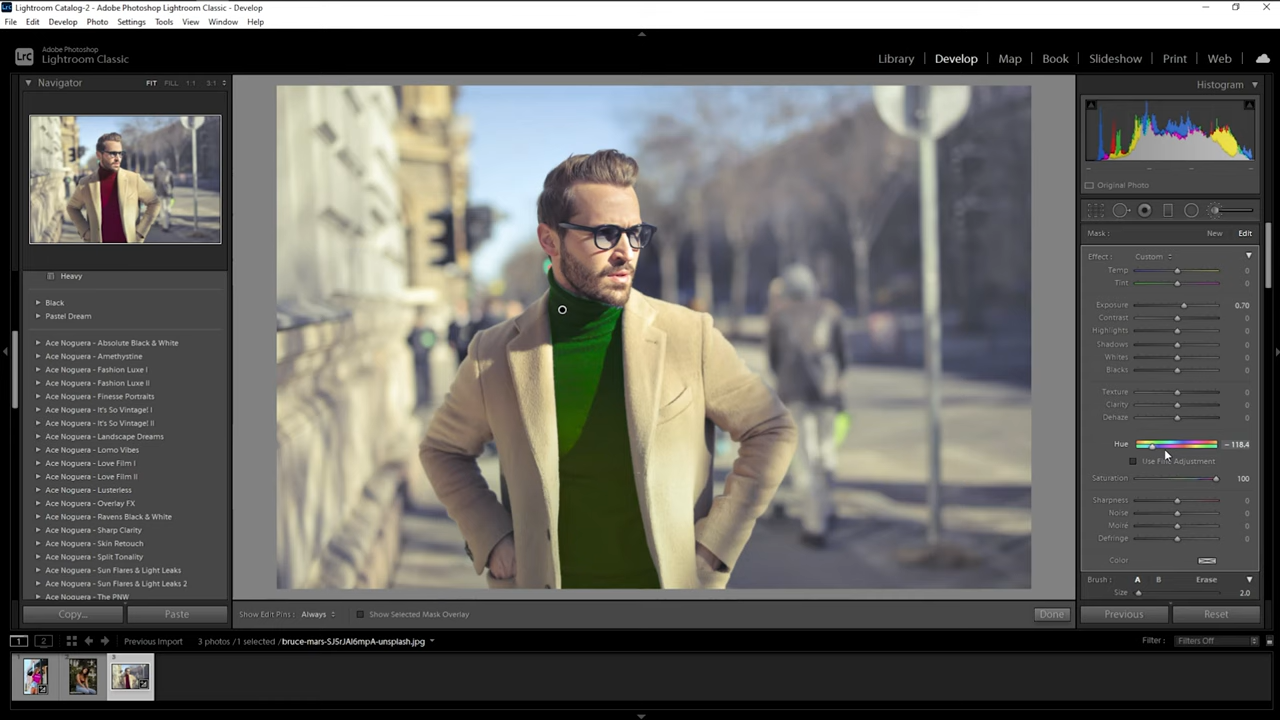 Lightroom Catalog-2 - Adobe Photoshop Lightroom Classic - Develop
File Edit Develop Photo Settings Tools View Window Help
Lrc
Adobe Photoshop
Lightroom Classic
Library | Develop | Map | Book | Slideshow | Print | Web
Navigator FIT FILL 1:1 3:1
Heavy
Black
Pastel Dream
Ace Noguera - Absolute Black & White
Ace Noguera - Amethystine
Ace Noguera - Fashion Luxe I
Ace Noguera - Fashion Luxe II
Ace Noguera - Finesse Portraits
Ace Noguera - It's So Vintage! I
Ace Noguera - It's So Vintage! II
Ace Noguera - Landscape Dreams
Ace Noguera - Lomo Vibes
Ace Noguera - Love Film I
Ace Noguera - Love Film II
Ace Noguera - Lusterless
Ace Noguera - Overlay FX
Ace Noguera - Ravens Black & White
Ace Noguera - Sharp Clarity
Ace Noguera - Skin Retouch
Ace Noguera - Split Tonality
Ace Noguera - Sun Flares & Light Leaks
Ace Noguera - Sun Flares & Light Leaks 2
Ace Noguera - The PNW
Copy... Paste
Show Edit Pins : Always Show Selected Mask Overlay Done
Histogram
Original Photo
Mask : New Edit
Effect : Custom
Temp 0
Tint 0
Exposure 0.70
Contrast 0
Highlights 0
Shadows 0
Whites 0
Blacks 0
Texture 0
Clarity 0
Dehaze 0
Hue - 118.4
Use Fine Adjustment
Saturation 100
Sharpness 0
Noise 0
Moire 0
Defringe 0
Color
Brush : A B Erase
Size 2.0
Previous Reset
1 2 Previous Import 3 photos / 1 selected / bruce-mars-SJSrJAl6mpA-unsplash.jpg Filter : Filters Off
1 2 3